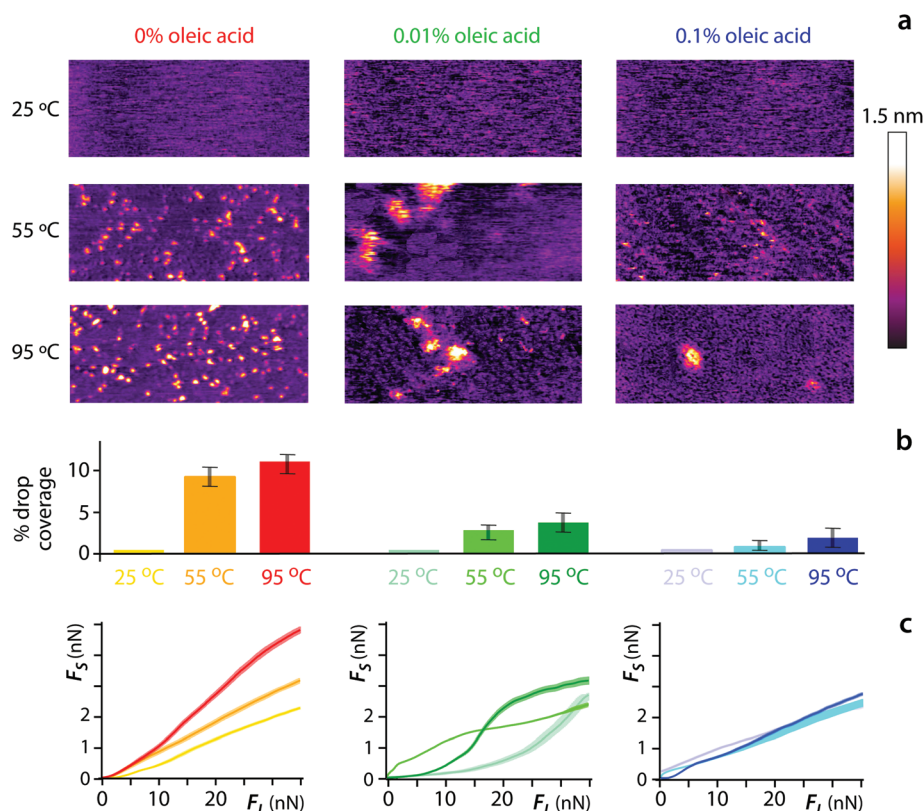 a
0% oleic acid
0.01% oleic acid
0.1% oleic acid
25 ºC
1.5 nm
55 ºC
95 ºC
b
% drop
coverage
10
5
0
25 °C
55 °C
95 °C
25 °C
55 °C
95 °C
25 °C
55 °C
95 °C
c
F_S (nN)
2
1
0
0
10
20
F_L (nN)
F_S (nN)
2
1
0
0
10
20
F_L (nN)
F_S (nN)
2
1
0
0
10
20
F_L (nN)